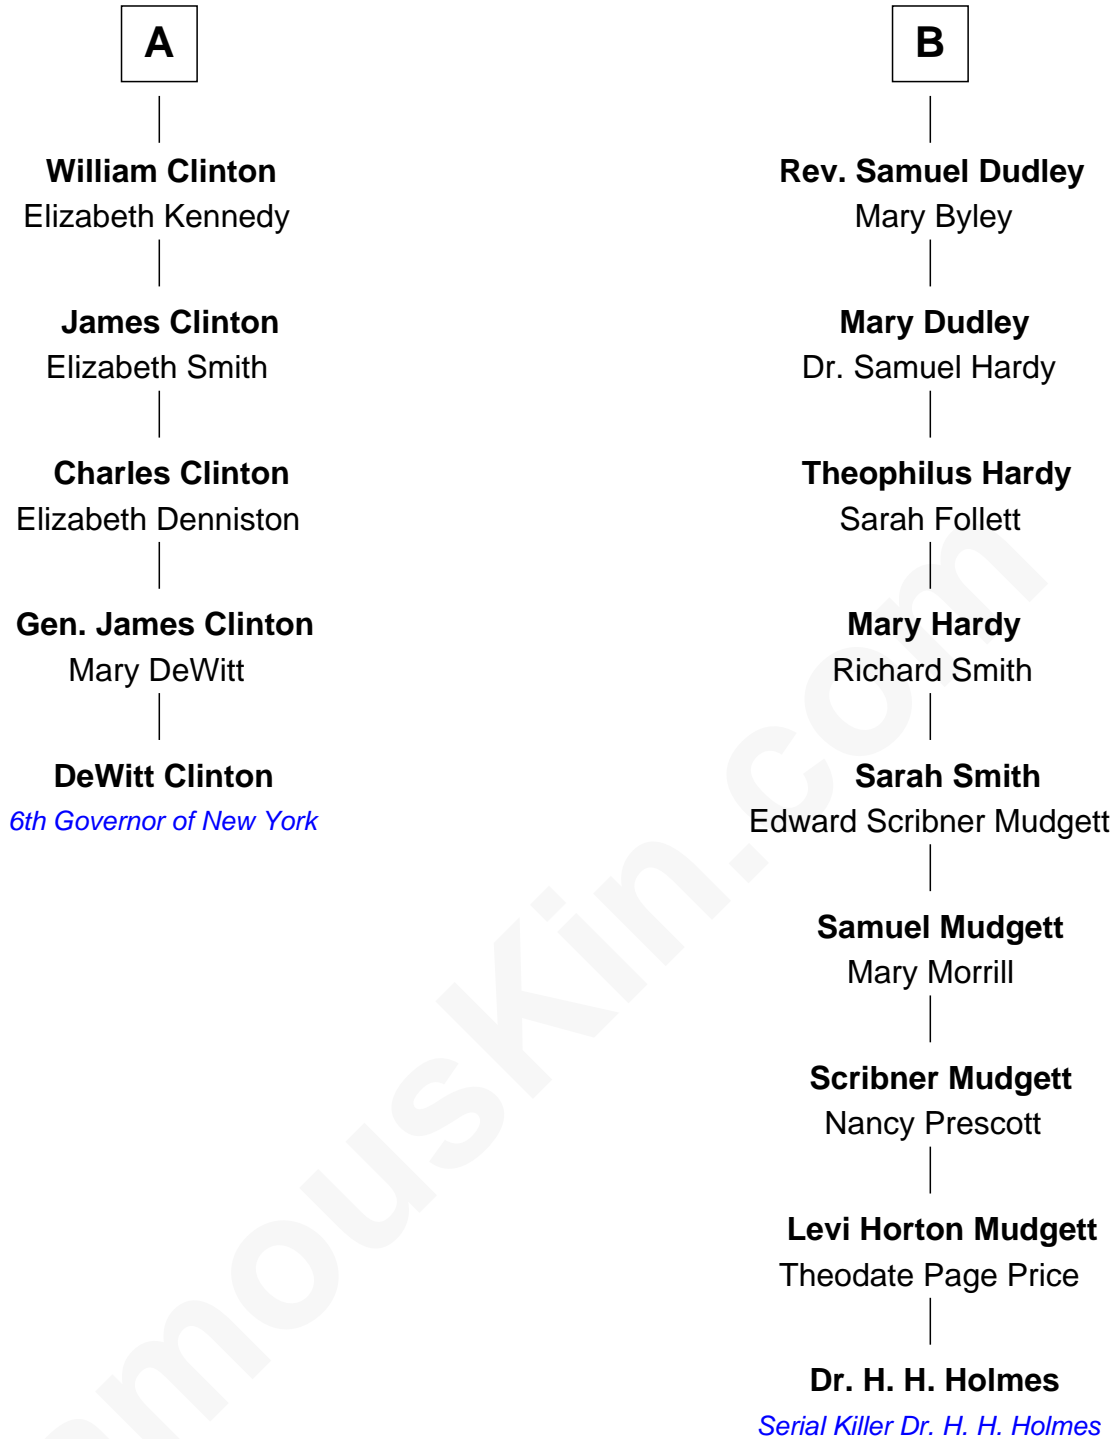 A
William Clinton
Elizabeth Kennedy
James Clinton
Elizabeth Smith
Charles Clinton
Elizabeth Denniston
Gen. James Clinton
Mary DeWitt
DeWitt Clinton
6th Governor of New York
B
Rev. Samuel Dudley
Mary Byley
Mary Dudley
Dr. Samuel Hardy
Theophilus Hardy
Sarah Follett
Mary Hardy
Richard Smith
Sarah Smith
Edward Scribner Mudgett
Samuel Mudgett
Mary Morrill
Scribner Mudgett
Nancy Prescott
Levi Horton Mudgett
Theodate Page Price
Dr. H. H. Holmes
Serial Killer Dr. H. H. Holmes
amouskin.com